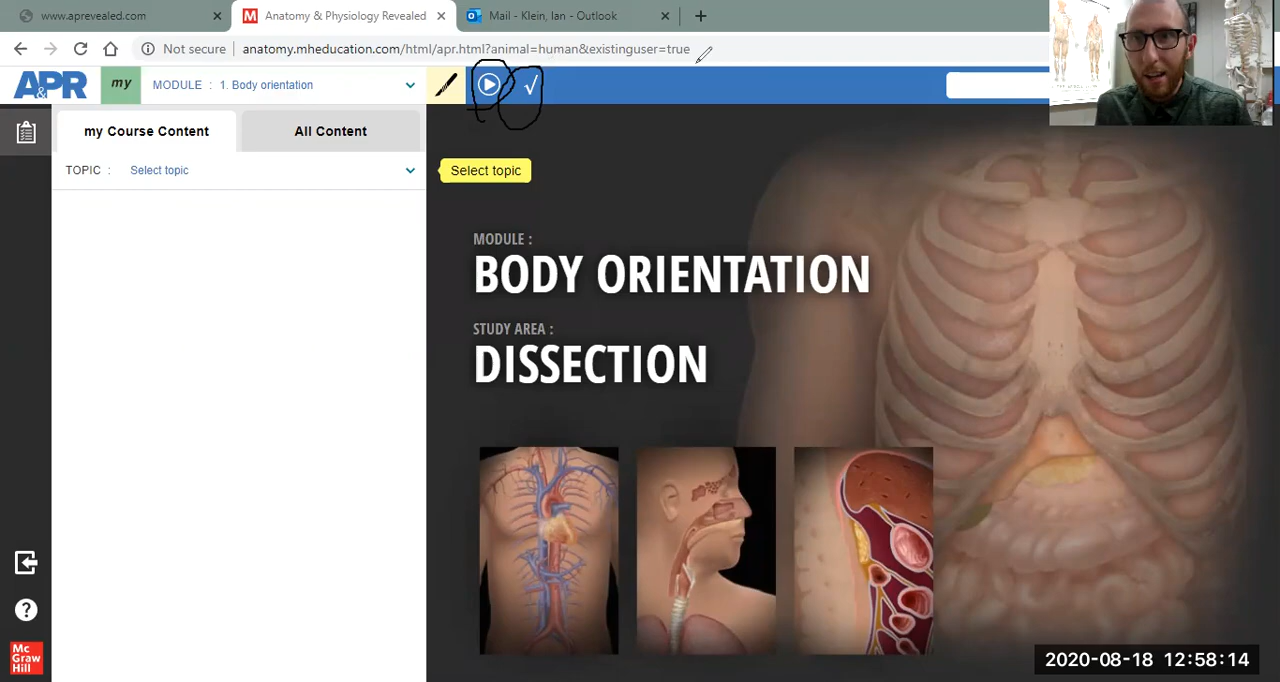 www.aprevealed.com
Anatomy & Physiology Revealed
Mail - Klein, Ian - Outlook
Not secure
anatomy.mheducation.com/html/apr.html?animal=human&existinguser=true
A&PR
my
MODULE : 1. Body orientation
my Course Content
All Content
TOPIC : Select topic
Select topic
MODULE :
BODY ORIENTATION
STUDY AREA :
DISSECTION
Mc
Graw
Hill
2020-08-18 12:58:14